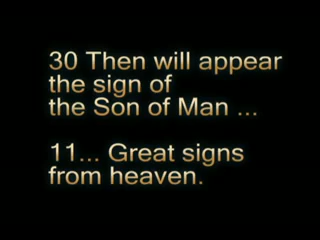 30 Then will appear
the sign of
the Son of Man ...
11... Great signs
from heaven.